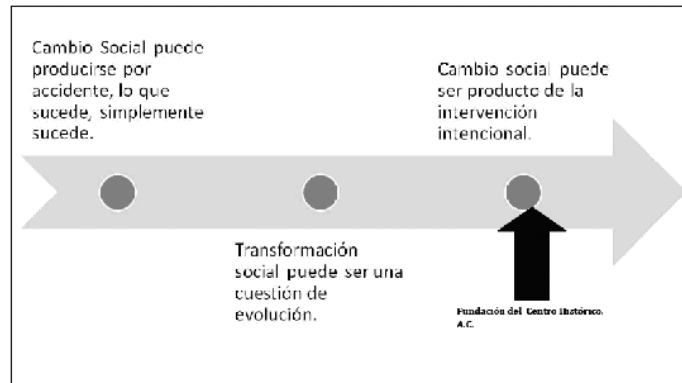 Cambio Social puede
producirse por
accidente, lo que
sucede, simplemente
sucede.
Cambio social puede
ser producto de la
intervención
intencional.
Transformación
social puede ser una
cuestión de
evolución.
Fundación del Centro Histórico.
A.C.